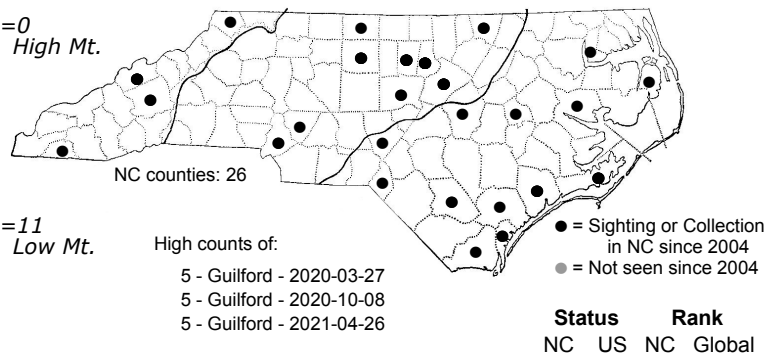 =0
High Mt.
NC counties: 26
=11
Low Mt.
High counts of:
5 - Guilford - 2020-03-27
5 - Guilford - 2020-10-08
5 - Guilford - 2021-04-26
● = Sighting or Collection
in NC since 2004
● = Not seen since 2004
Status Rank
NC US NC Global